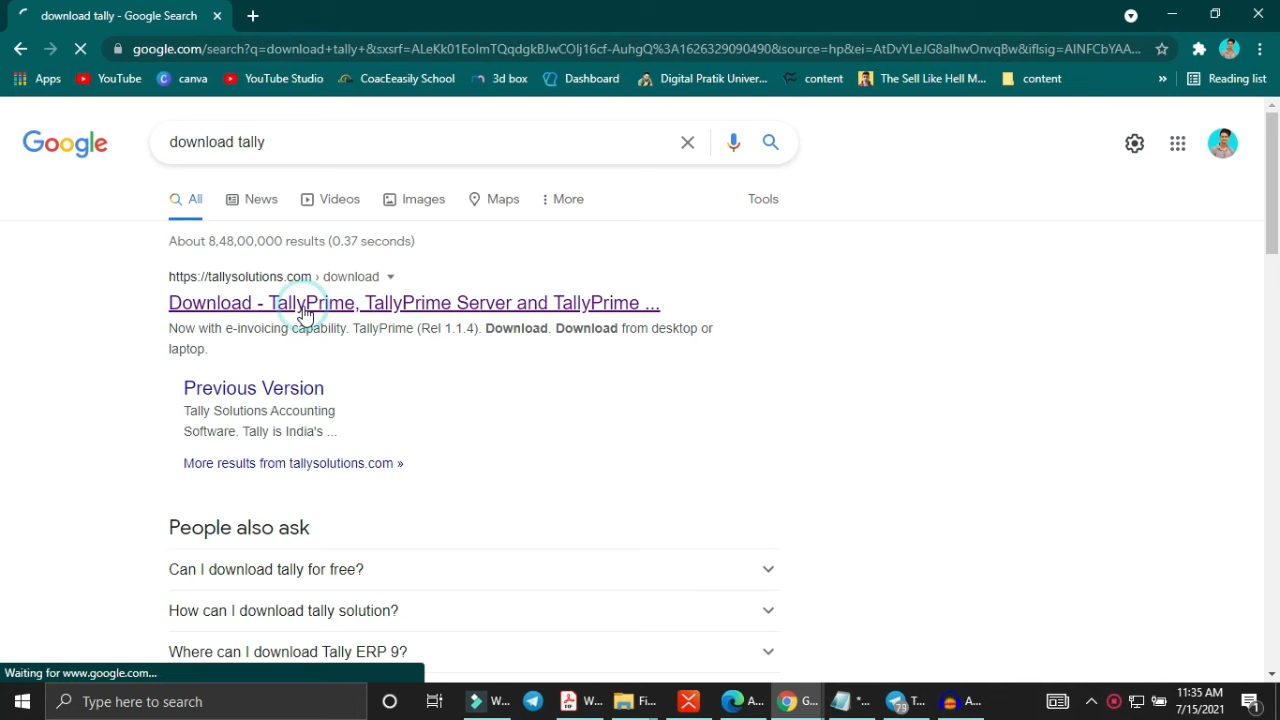 download tally - Google Search
google.com/search?q=download+tally+&sxsrf=ALeKk01EoImTQqdgkBJwCOlj16cf-AuhgQ%3A1626329090490&source=hp&ei=AtDvYLeJG8alhwOnvqBw&iflsig=AINFCbYAA...
Apps YouTube canva YouTube Studio CoacEeasily School 3d box Dashboard Digital Pratik Univer... content The Sell Like Hell M... content » Reading list
Google
download tally
All News Videos Images Maps More Tools
About 8,48,00,000 results (0.37 seconds)
https://tallysolutions.com › download
Download - TallyPrime, TallyPrime Server and TallyPrime ...
Now with e-invoicing capability. TallyPrime (Rel 1.1.4). Download. Download from desktop or
laptop.
Previous Version
Tally Solutions Accounting
Software. Tally is India's ...
More results from tallysolutions.com »
People also ask
Can I download tally for free?
How can I download tally solution?
Where can I download Tally ERP 9?
Waiting for www.google.com...
Type here to search
W... W... Fi... A... G... *... 79 T... A...
11:35 AM
7/15/2021
1